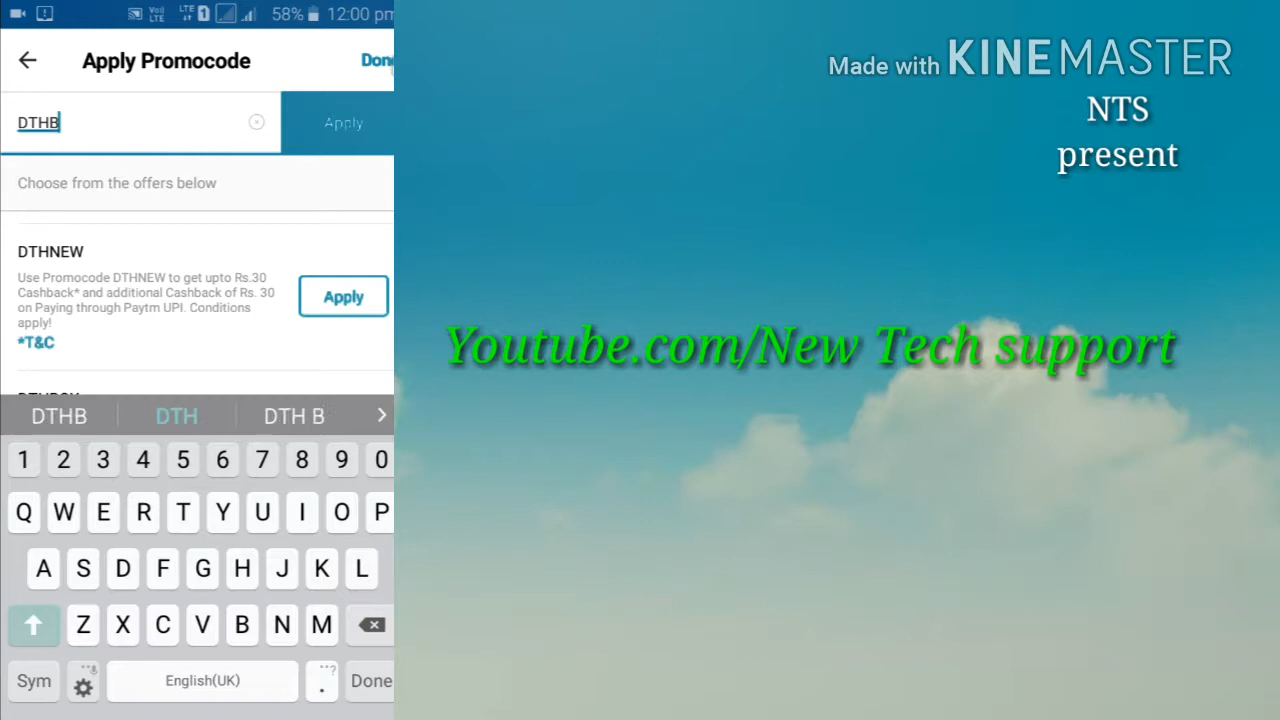 58% 12:00 pm
Apply Promocode
Done
DTHB
Apply
Choose from the offers below
DTHNEW
Use Promocode DTHNEW to get upto Rs.30
Cashback* and additional Cashback of Rs. 30
on Paying through Paytm UPI. Conditions
apply!
Apply
*T&C
DTHB DTH DTH B
1 2 3 4 5 6 7 8 9 0
Q W E R T Y U I O P
A S D F G H J K L
Z X C V B N M
Sym English(UK) . Done
Made with KINEMASTER
NTS
present
Youtube.com/New Tech support